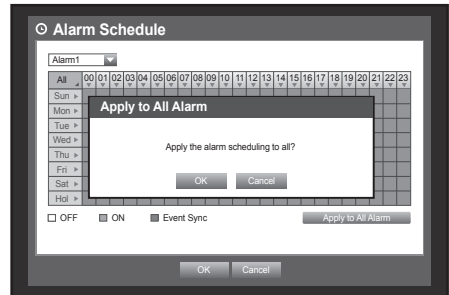 Alarm Schedule
Alarm1
All 00 01 02 03 04 05 06 07 08 09 10 11 12 13 14 15 16 17 18 19 20 21 22 23
Sun
Mon
Apply to All Alarm
Tue
Wed
Apply the alarm scheduling to all?
Thu
Fri
OK Cancel
Sat
Hol
OFF ON Event Sync Apply to All Alarm
OK Cancel